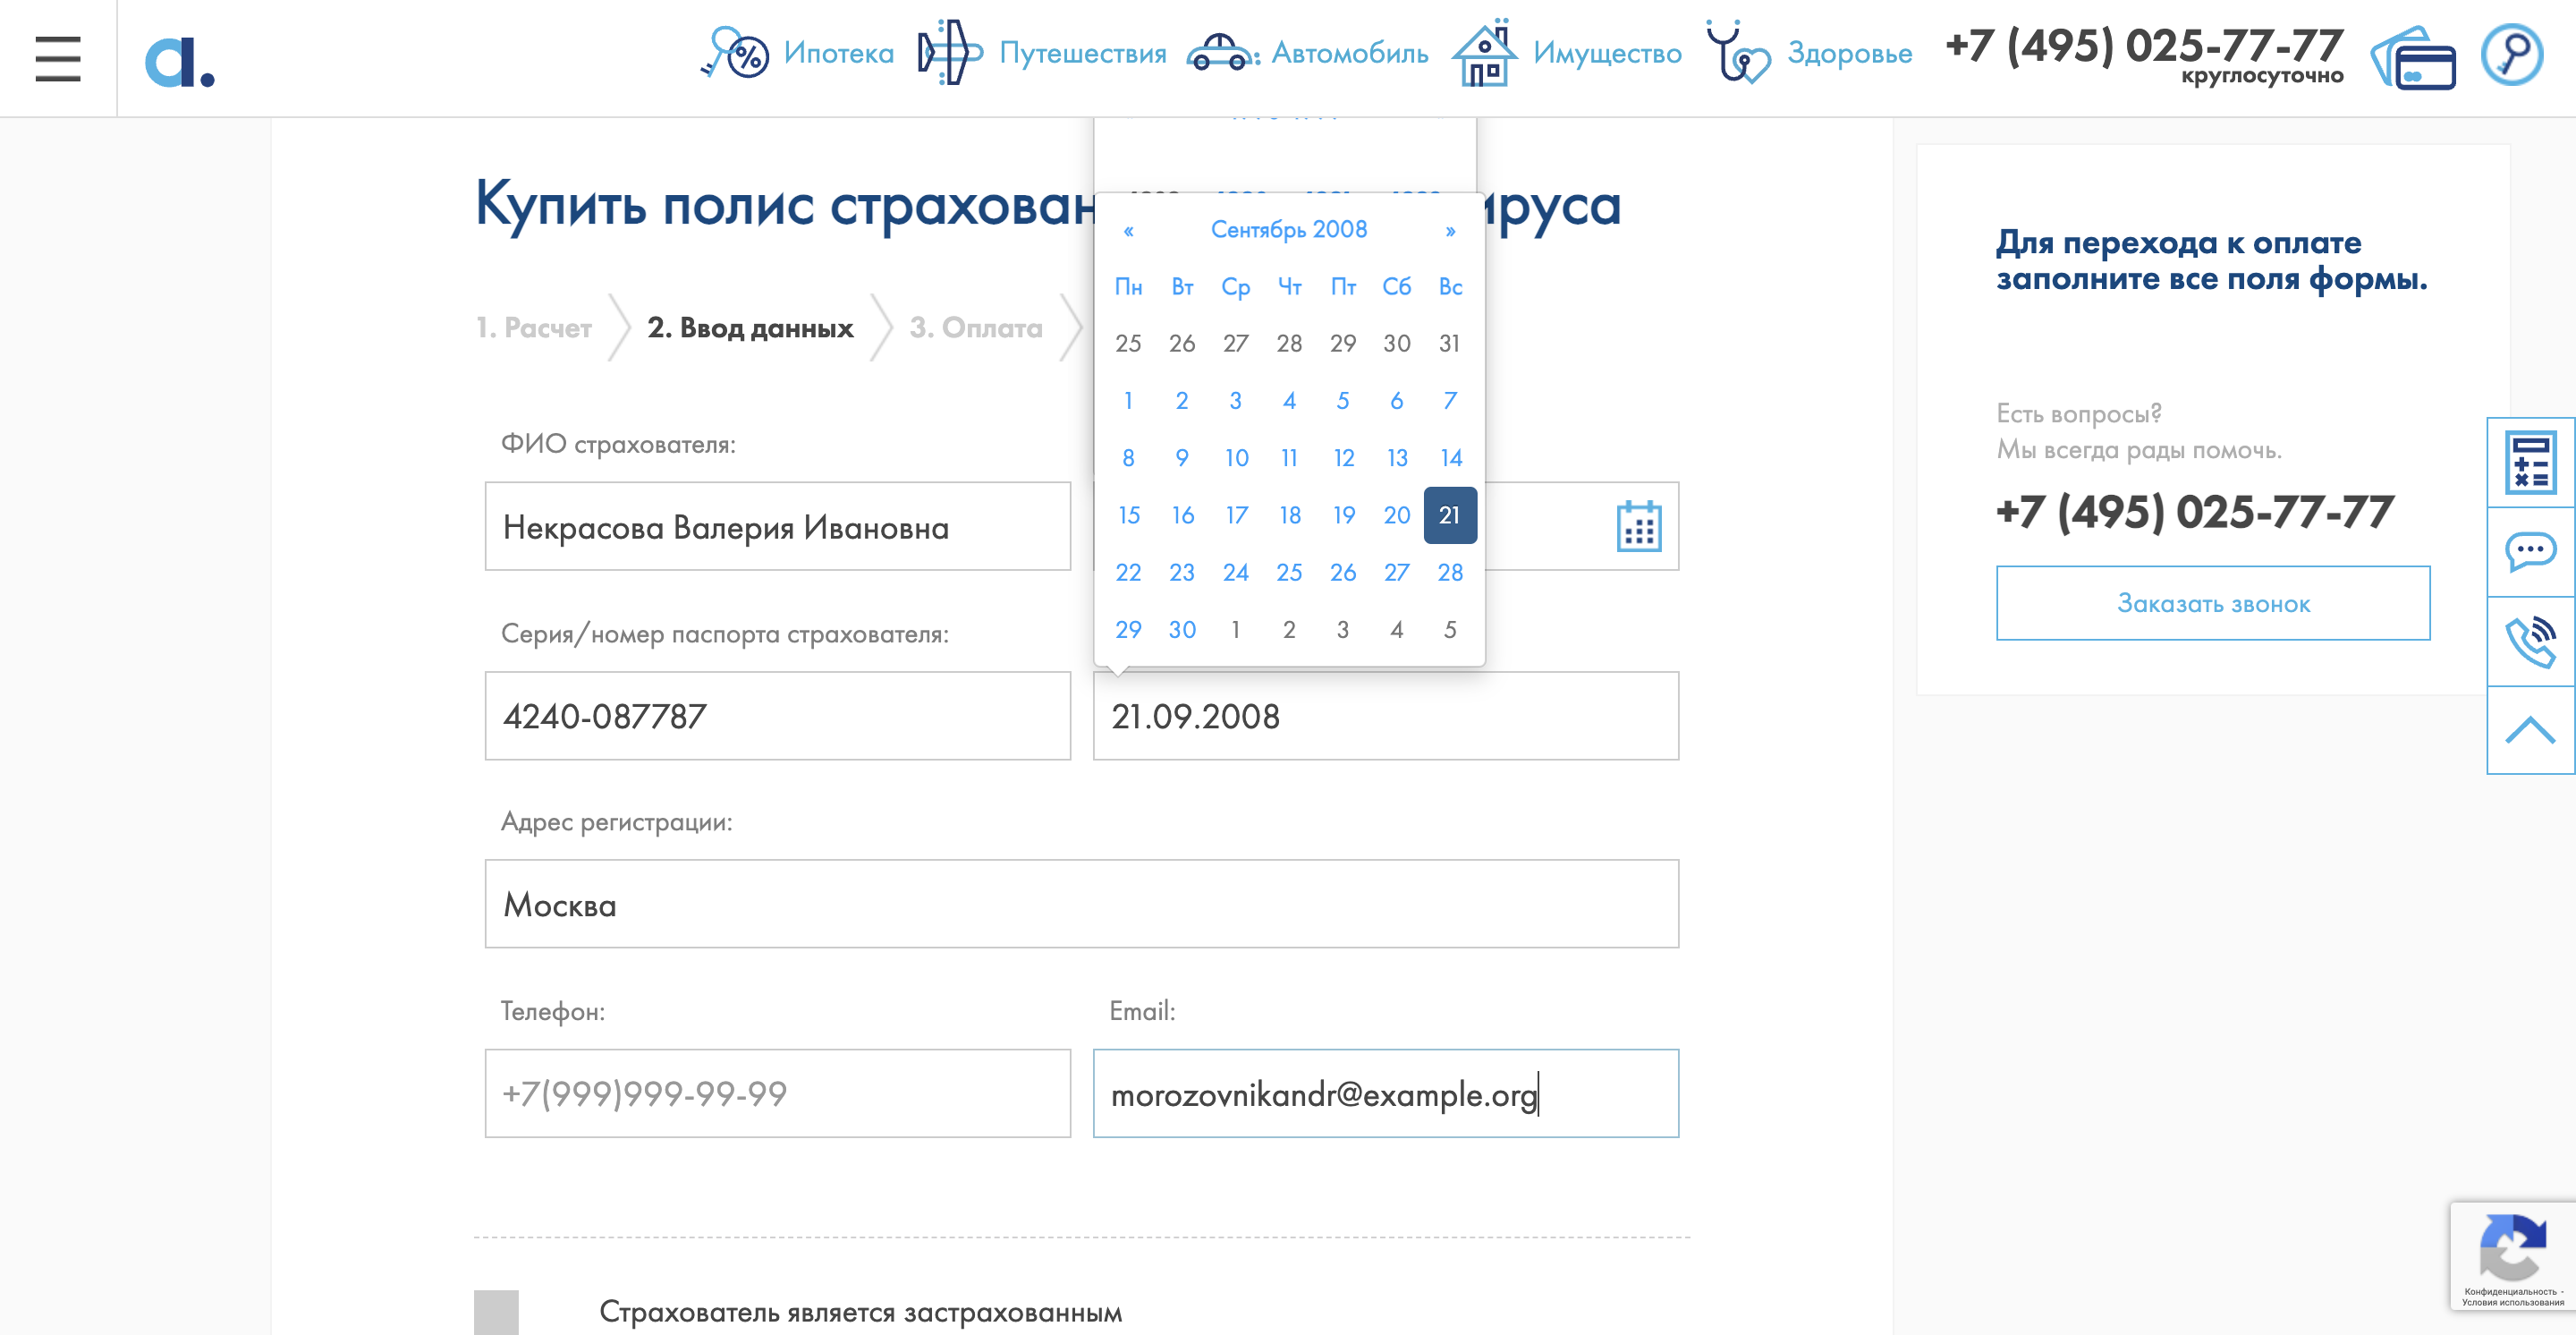 a.
Ипотека
Путешествия
Автомобиль
Имущество
Здоровье
+7 (495) 025-77-77
круглосуточно
Купить полис
1. Расчет
2. Ввод данных
3. Оплата
« Сентябрь 2008 »
Пн Вт Ср Чт Пт Сб Вс
25 26 27 28 29 30 31
1 2 3 4 5 6 7
8 9 10 11 12 13 14
15 16 17 18 19 20 21
22 23 24 25 26 27 28
29 30 1 2 3 4 5
ФИО страхователя:
Некрасова Валерия Ивановна
Серия/номер паспорта страхователя:
4240-087787
21.09.2008
Адрес регистрации:
Москва
Телефон:
Email:
+7(999)999-99-99
morozovnikandr@example.org
Страхователь является застрахованным
Для перехода к оплате
заполните все поля формы.
Есть вопросы?
Мы всегда рады помочь.
+7 (495) 025-77-77
Заказать звонок
Конфиденциальность -
Условия использования